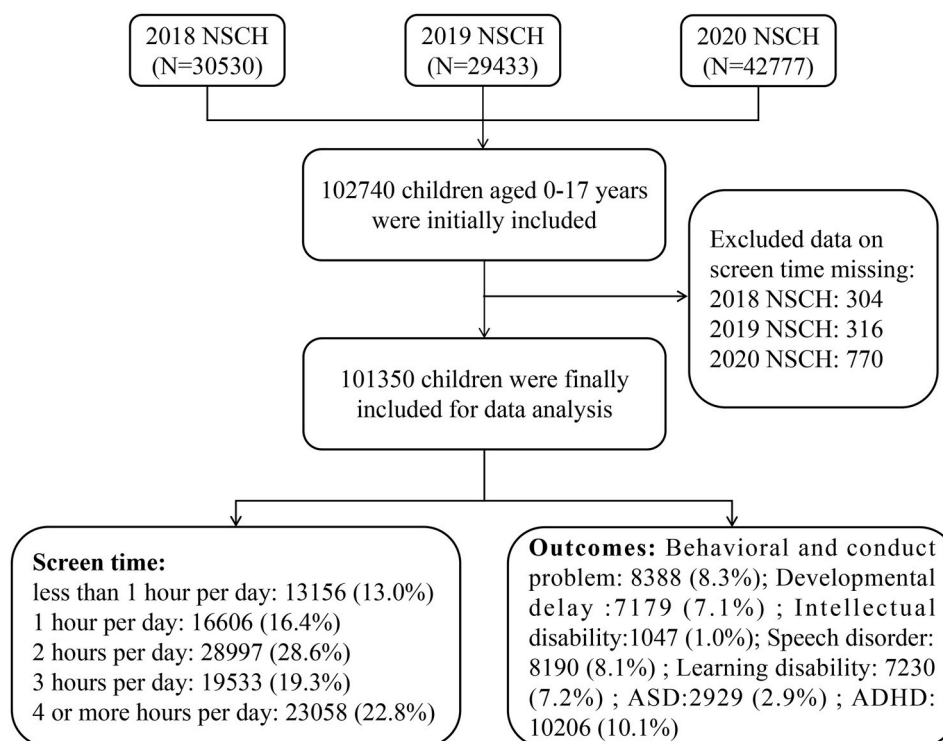 2018 NSCH
(N=30530)
2019 NSCH
(N=29433)
2020 NSCH
(N=42777)
102740 children aged 0-17 years
were initially included
Excluded data on
screen time missing:
2018 NSCH: 304
2019 NSCH: 316
2020 NSCH: 770
101350 children were finally
included for data analysis
Screen time:
less than 1 hour per day: 13156 (13.0%)
1 hour per day: 16606 (16.4%)
2 hours per day: 28997 (28.6%)
3 hours per day: 19533 (19.3%)
4 or more hours per day: 23058 (22.8%)
Outcomes: Behavioral and conduct
problem: 8388 (8.3%); Developmental
delay :7179 (7.1%) ; Intellectual
disability:1047 (1.0%); Speech disorder:
8190 (8.1%) ; Learning disability: 7230
(7.2%) ; ASD:2929 (2.9%) ; ADHD:
10206 (10.1%)